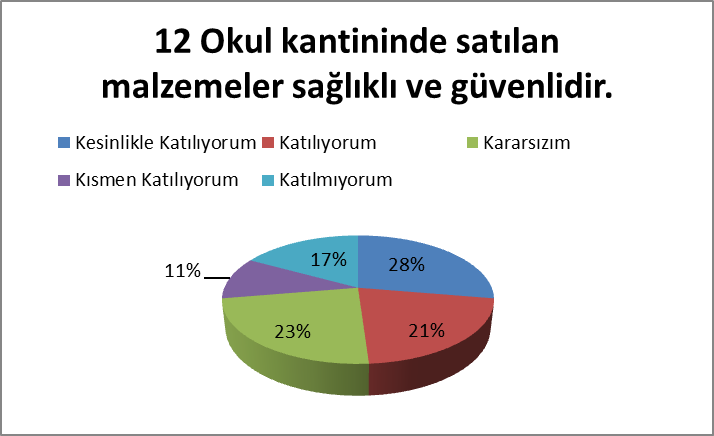 12 Okul kantininde satılan
malzemeler sağlıklı ve güvenlidir.
Kesinlikle Katılıyorum Katılıyorum Kararsızım
Kısmen Katılıyorum Katılmıyorum
17% 28%
11%
23% 21%